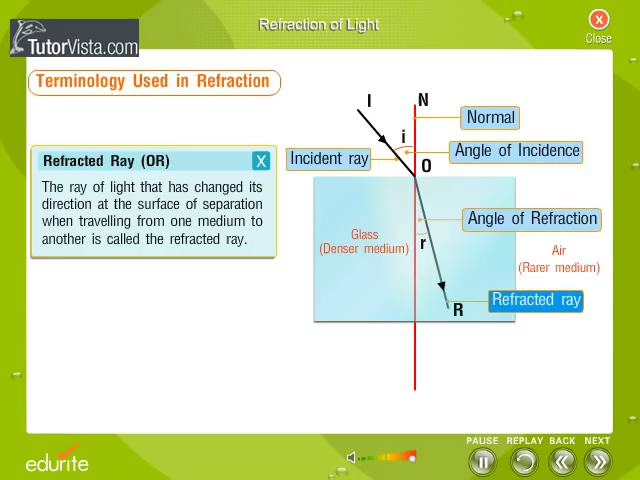 Refraction of Light
Close
TutorVista.com
Terminology Used in Refraction
Refracted Ray (OR)
X
The ray of light that has changed its
direction at the surface of separation
when travelling from one medium to
another is called the refracted ray.
I
N
Normal
i
Angle of Incidence
Incident ray
O
Angle of Refraction
Glass
(Denser medium)
r
Air
(Rarer medium)
Refracted ray
R
edurite
PAUSE REPLAY BACK NEXT